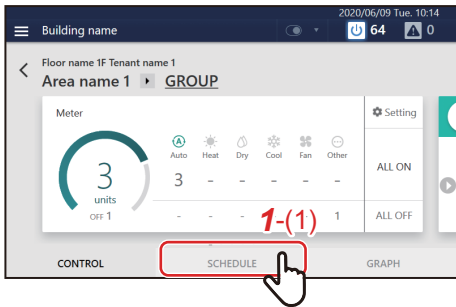 2020/06/09 Tue. 10:14
Building name
64
0
Floor name 1F Tenant name 1
Area name 1 GROUP
Meter
Setting
A
Auto Heat Dry Cool Fan Other
3 - - - - -
3
units
OFF 1
ALL ON
- - - 1
ALL OFF
1-(1)
CONTROL SCHEDULE GRAPH